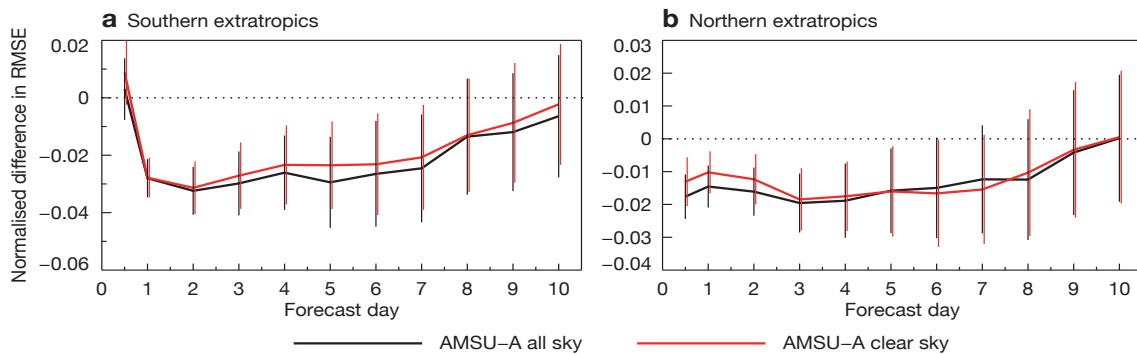 a Southern extratropics
Normalised difference in RMSE
0.02
0
−0.02
−0.04
−0.06
0 1 2 3 4 5 6 7 8 9 10
Forecast day
b Northern extratropics
0.03
0.02
0.01
0
−0.01
−0.02
−0.03
−0.04
0 1 2 3 4 5 6 7 8 9 10
Forecast day
AMSU−A all sky
AMSU−A clear sky